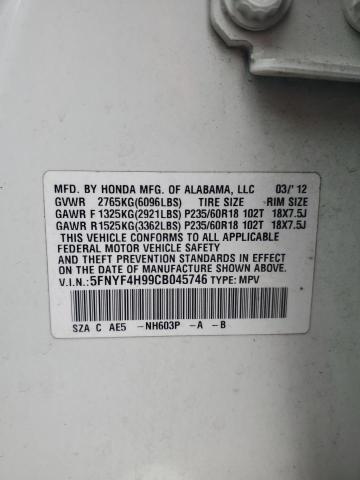 MFD. BY HONDA MFG. OF ALABAMA, LLC 03/'12
GVWR 2765KG(6096LBS) TIRE SIZE RIM SIZE
GAWR F 1325KG(2921LBS) P235/60R18 102T 18X7.5J
GAWR R 1525KG(3362LBS) P235/60R18 102T 18X7.5J
THIS VEHICLE CONFORMS TO ALL APPLICABLE
FEDERAL MOTOR VEHICLE SAFETY
AND THEFT PREVENTION STANDARDS IN EFFECT
ON THE DATE OF MANUFACTURE SHOWN ABOVE.
V.I.N.: 5FNYF4H99CB045746 TYPE: MPV
SZA C AE5 -NH603P -A -B